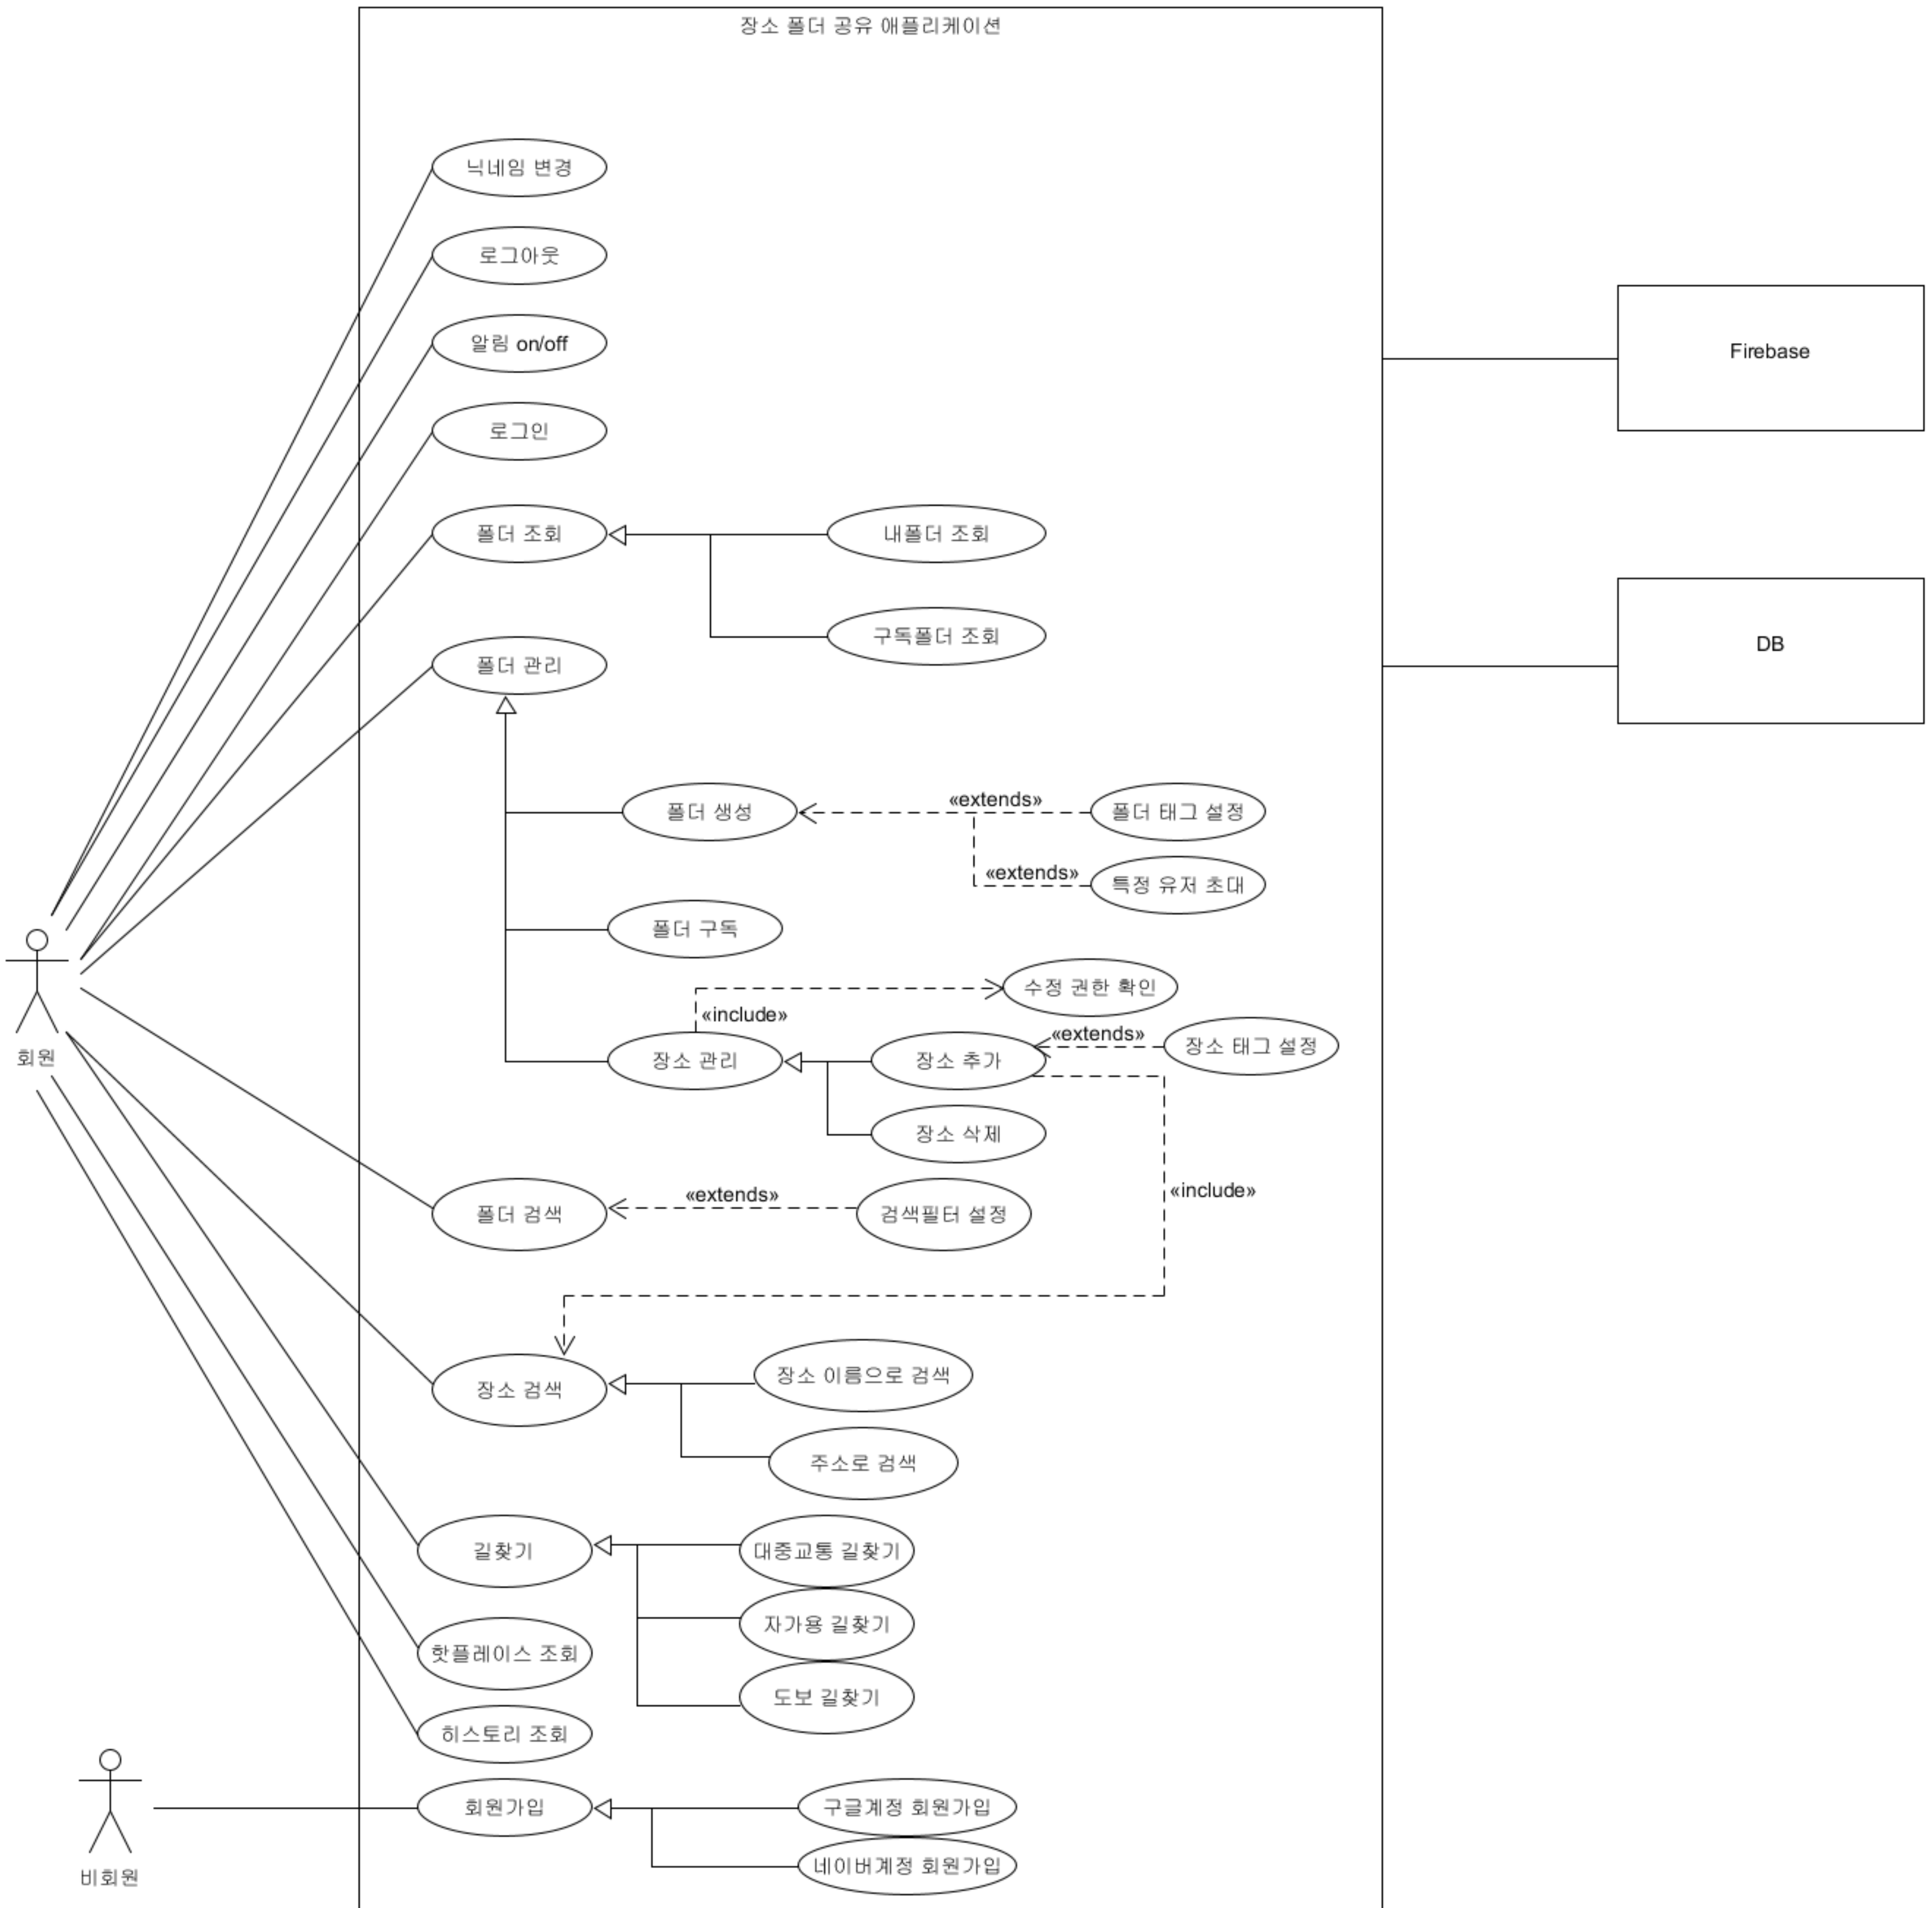 장소 폴더 공유 애플리케이션
닉네임 변경
로그아웃
알림 on/off
로그인
폴더 조회
내폴더 조회
구독폴더 조회
폴더 관리
폴더 생성
«extends»
폴더 태그 설정
«extends»
특정 유저 초대
폴더 구독
수정 권한 확인
«include»
장소 관리
장소 추가
«extends»
장소 태그 설정
장소 삭제
«include»
폴더 검색
«extends»
검색필터 설정
장소 검색
장소 이름으로 검색
주소로 검색
길찾기
대중교통 길찾기
자가용 길찾기
도보 길찾기
핫플레이스 조회
히스토리 조회
회원가입
구글계정 회원가입
네이버계정 회원가입
회원
비회원
Firebase
DB